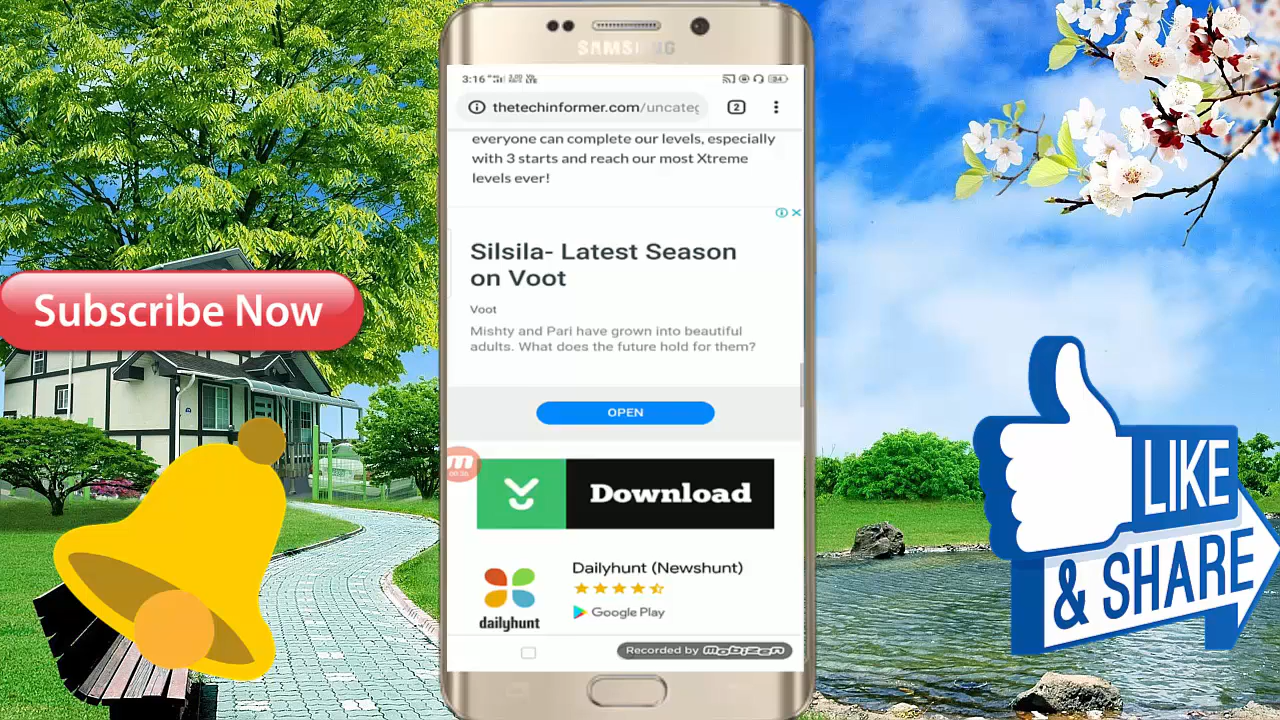 SAMSUNG
3:16
thetechinformer.com/uncateg
2
everyone can complete our levels, especially
with 3 starts and reach our most Xtreme
levels ever!
Silsila- Latest Season
on Voot
Voot
Mishty and Pari have grown into beautiful
adults. What does the future hold for them?
OPEN
Download
Dailyhunt (Newshunt)
Google Play
dailyhunt
Recorded by mobizen
Subscribe Now
LIKE
& SHARE